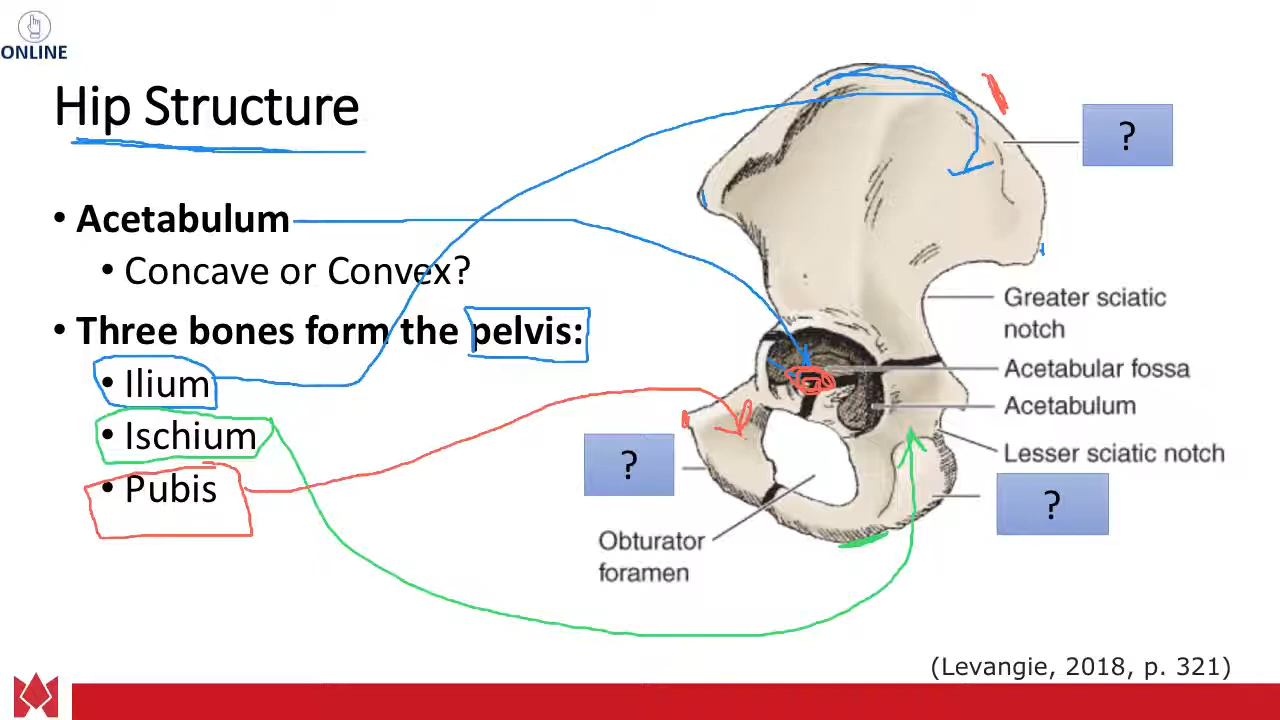 ONLINE
Hip Structure
• Acetabulum
• Concave or Convex?
• Three bones form the pelvis:
• Ilium
• Ischium
• Pubis
?
Greater sciatic
notch
Acetabular fossa
Acetabulum
Lesser sciatic notch
?
?
Obturator
foramen
(Levangie, 2018, p. 321)